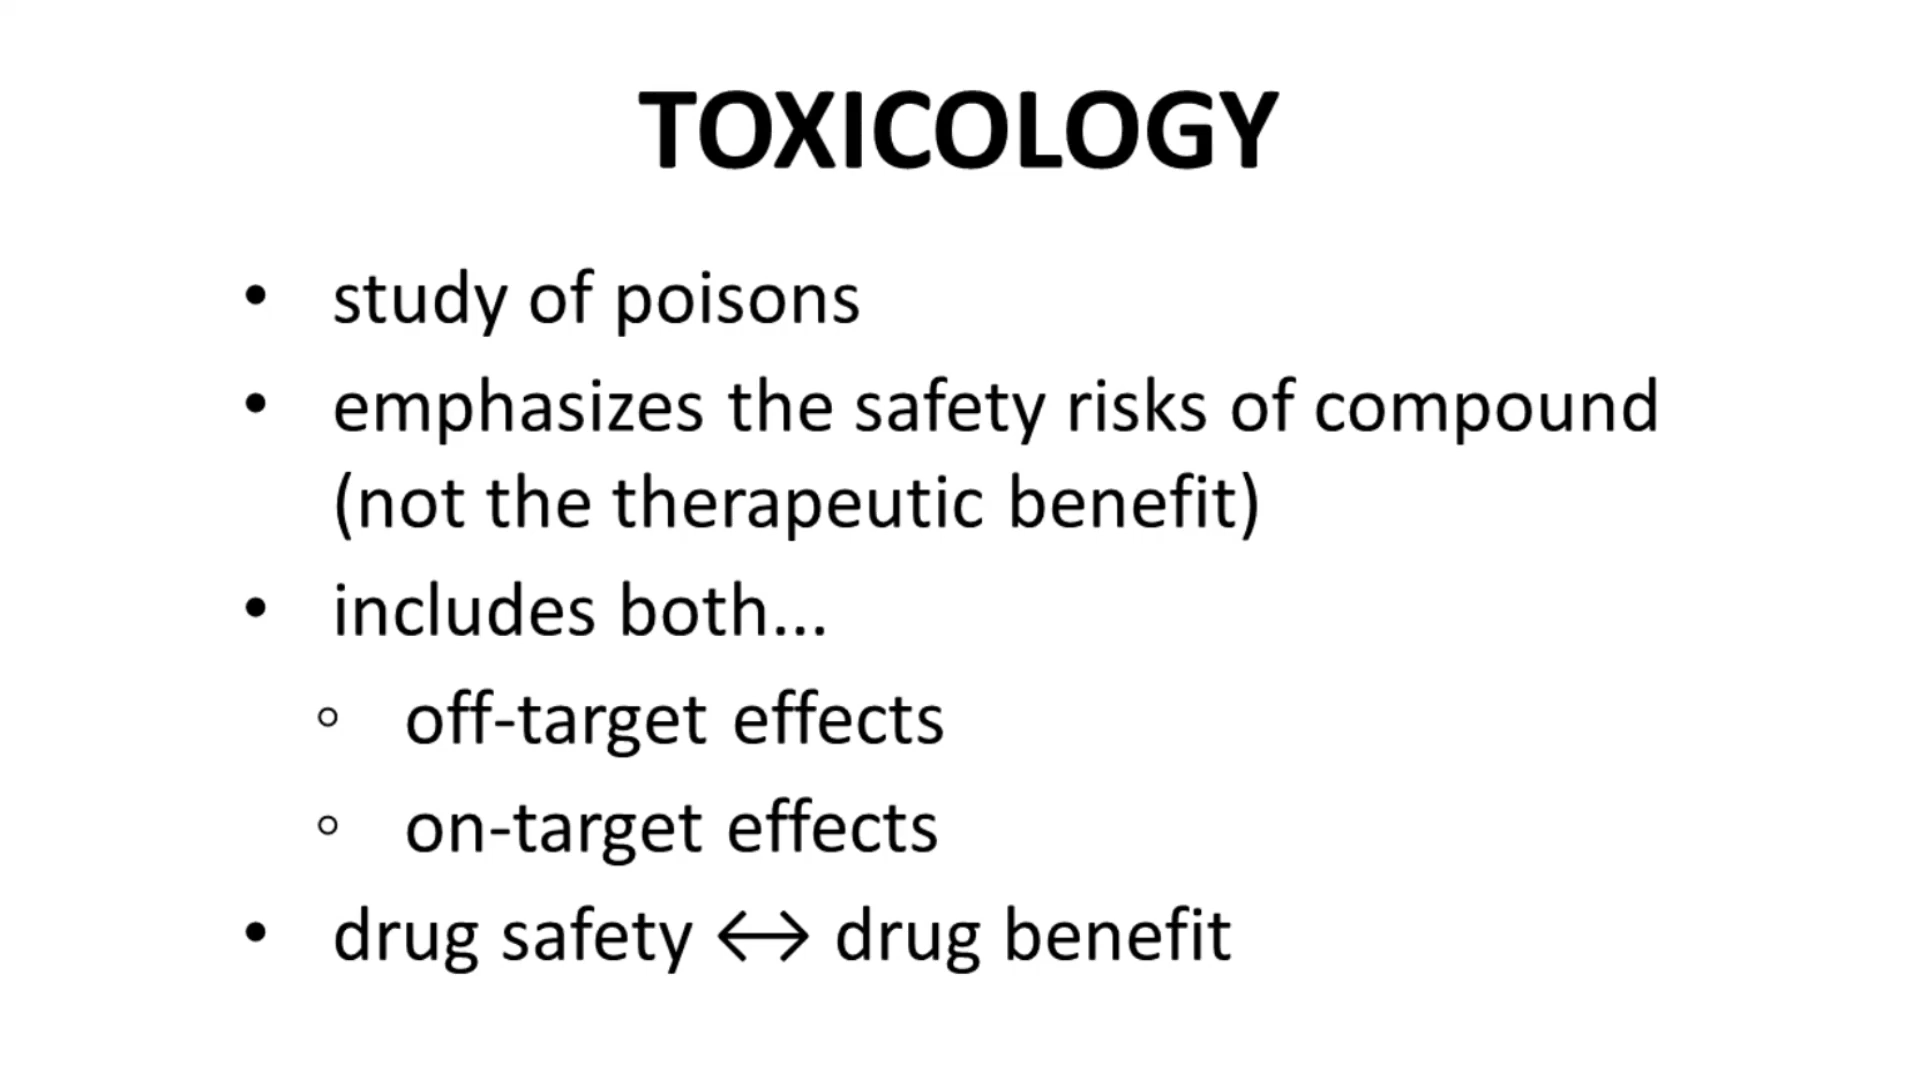 TOXICOLOGY
• study of poisons
• emphasizes the safety risks of compound
(not the therapeutic benefit)
• includes both...
◦ off-target effects
◦ on-target effects
• drug safety ↔ drug benefit